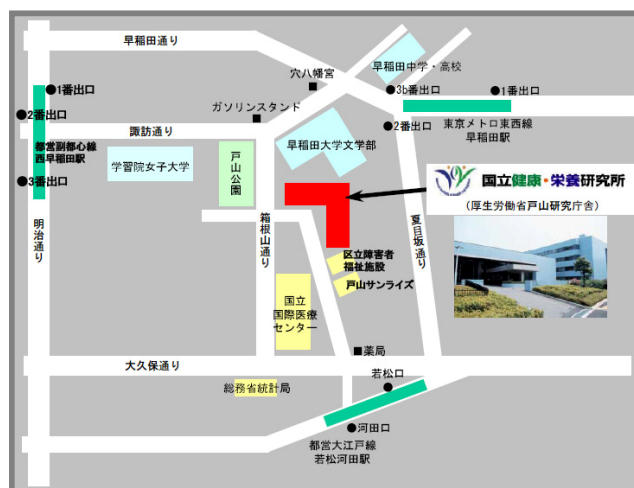 早稲田通り
早稲田中学・高校
穴八幡宮
●1番出口
●3b番出口
●1番出口
ガソリンスタンド
●2番出口
諏訪通り
●2番出口
東京メトロ東西線
早稲田駅
都営副都心線
西早稲田駅
早稲田大学文学部
学習院女子大学
戸山公園
●3番出口
国立健康・栄養研究所
(厚生労働省戸山研究庁舎)
明治通り
箱根山通り
夏目坂通り
区立障害者
福祉施設
戸山サンライズ
国立
国際医療
センター
■薬局
大久保通り
若松口
総務省統計局
●河田口
都営大江戸線
若松河田駅